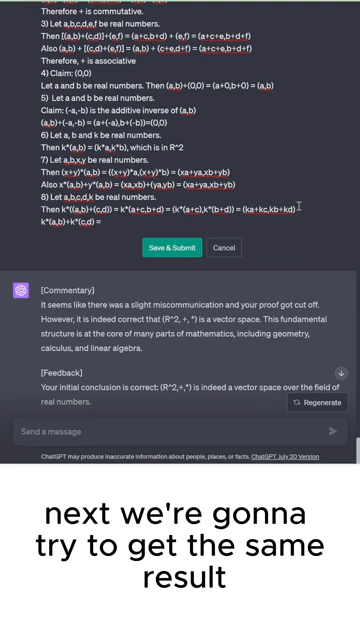 Therefore + is commutative.
3) Let a,b,c,d,e,f be real numbers.
Then [(a,b)+(c,d)]+(e,f) = (a+c,b+d) + (e,f) = (a+c+e,b+d+f)
Also (a,b) + [(c,d)+(e,f)] = (a,b) + (c+e,d+f) = (a+c+e,b+d+f)
Therefore, + is associative
4) Claim: (0,0)
Let a and b be real numbers. Then (a,b)+(0,0) = (a+0,b+0) = (a,b)
5) Let a and b be real numbers.
Claim: (-a,-b) is the additive inverse of (a,b)
(a,b)+(-a,-b) = (a+(-a),b+(-b))=(0,0)
6) Let a, b and k be real numbers.
Then k*(a,b) = (k*a,k*b), which is in R^2
7) Let a,b,x,y be real numbers.
Then (x+y)*(a,b) = ((x+y)*a,(x+y)*b) = (xa+ya,xb+yb)
Also x*(a,b)+y*(a,b) = (xa,xb)+(ya,yb) = (xa+ya,xb+yb)
8) Let a,b,c,d,k be real numbers.
Then k*((a,b)+(c,d) = k*(a+c,b+d) = (k*(a+c),k*(b+d)) = (ka+kc,kb+kd)
k*(a,b)+k*(c,d) =
Save & Submit Cancel
[Commentary]
It seems like there was a slight miscommunication and your proof got cut off.
However, it is indeed correct that (R^2, +, *) is a vector space. This fundamental
structure is at the core of many parts of mathematics, including geometry,
calculus, and linear algebra.
[Feedback]
Your initial conclusion is correct: (R^2,+,*) is indeed a vector space over the field of
real numbers.
Regenerate
Send a message
ChatGPT may produce inaccurate information about people, places, or facts. ChatGPT July 20 Version
next we're gonna
try to get the same
result